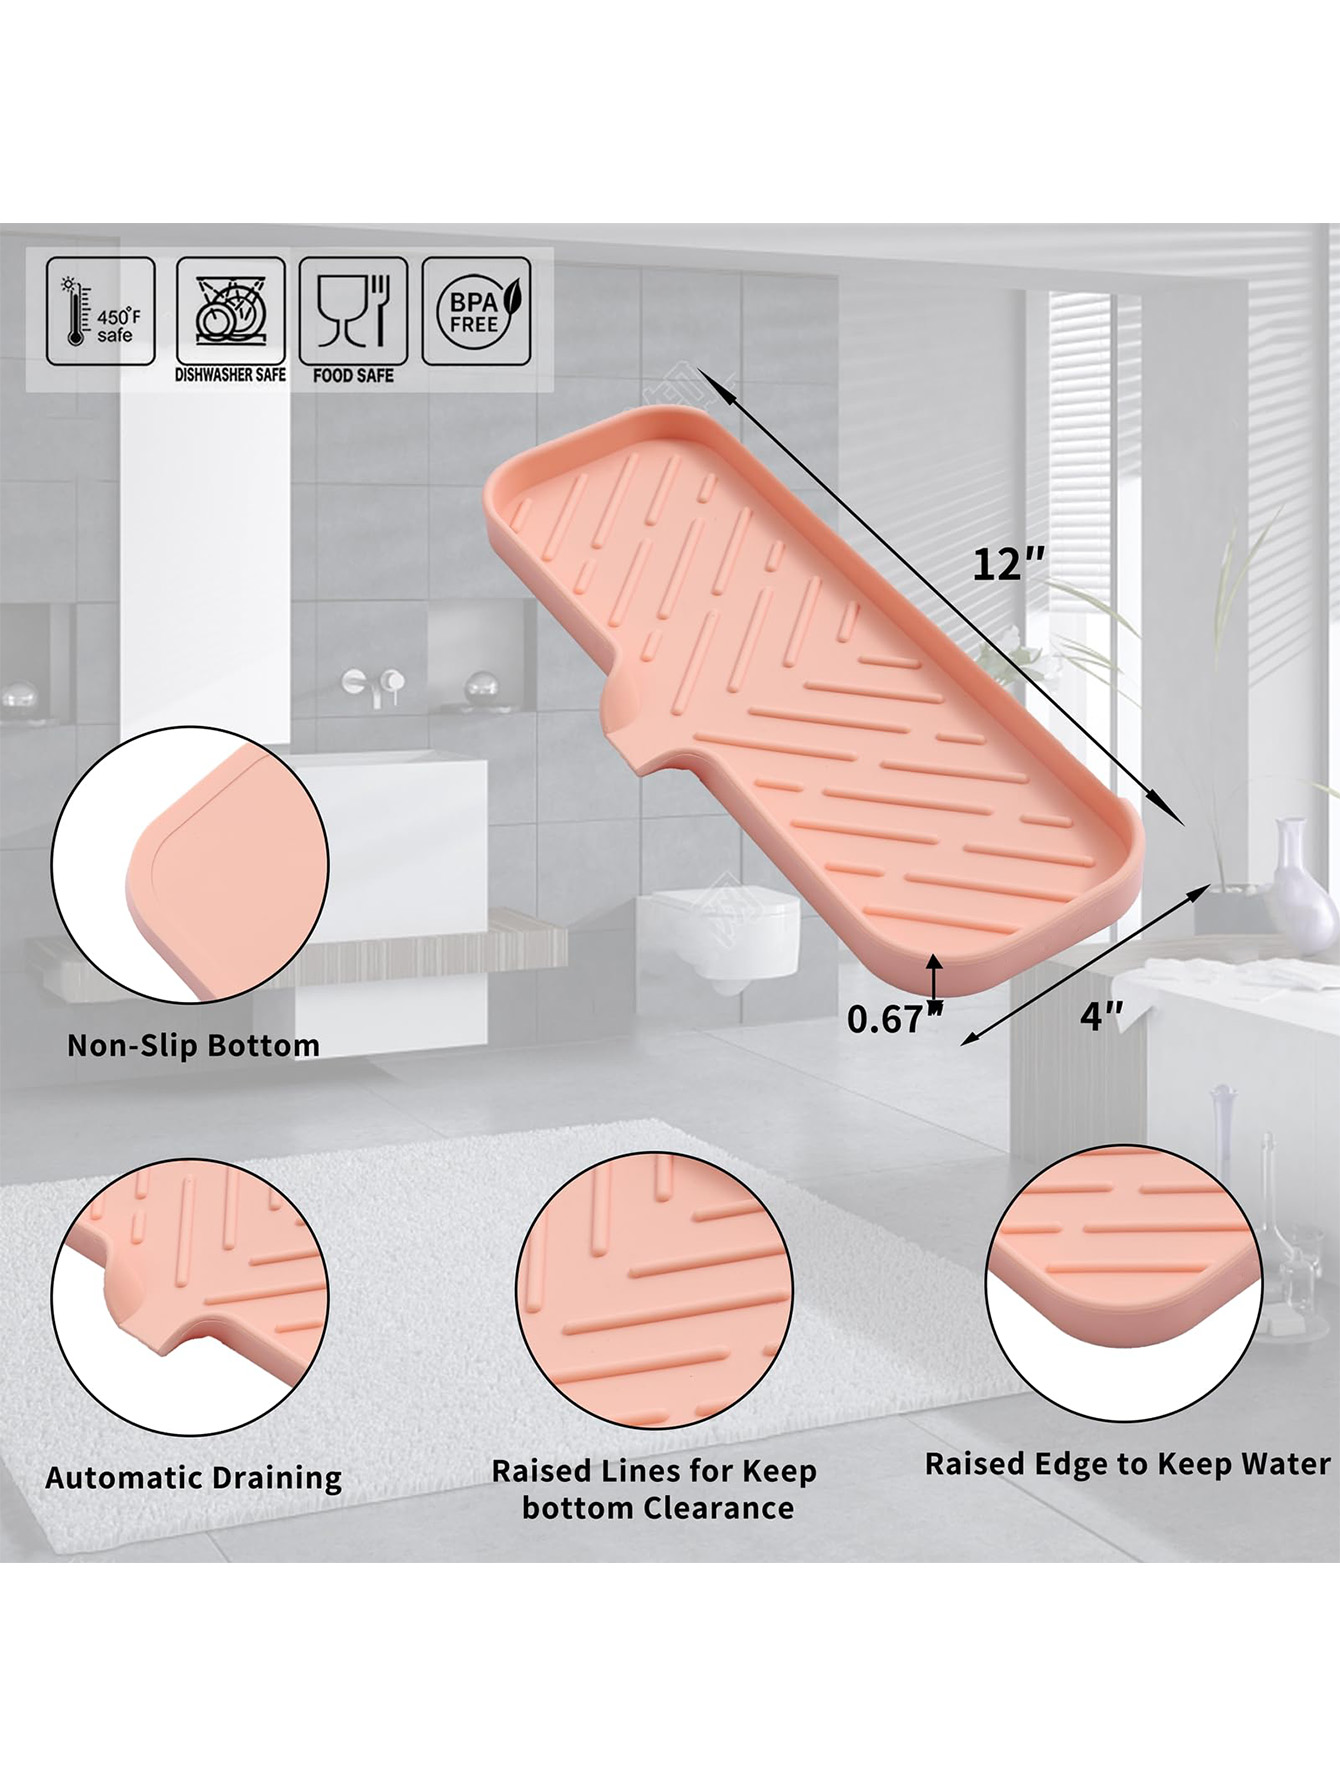 450°F
safe
DISHWASHER SAFE
FOOD SAFE
BPA
FREE
12"
0.67"
4"
Non-Slip Bottom
Automatic Draining
Raised Lines for Keep
bottom Clearance
Raised Edge to Keep Water